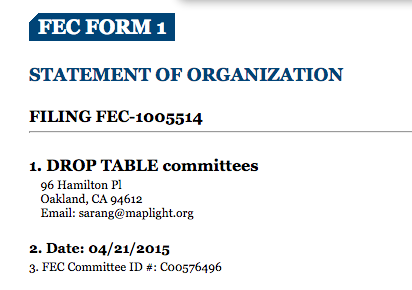 FEC FORM 1
STATEMENT OF ORGANIZATION
FILING FEC-1005514
1. DROP TABLE committees
96 Hamilton Pl
Oakland, CA 94612
Email: sarang@maplight.org
2. Date: 04/21/2015
3. FEC Committee ID #: C00576496